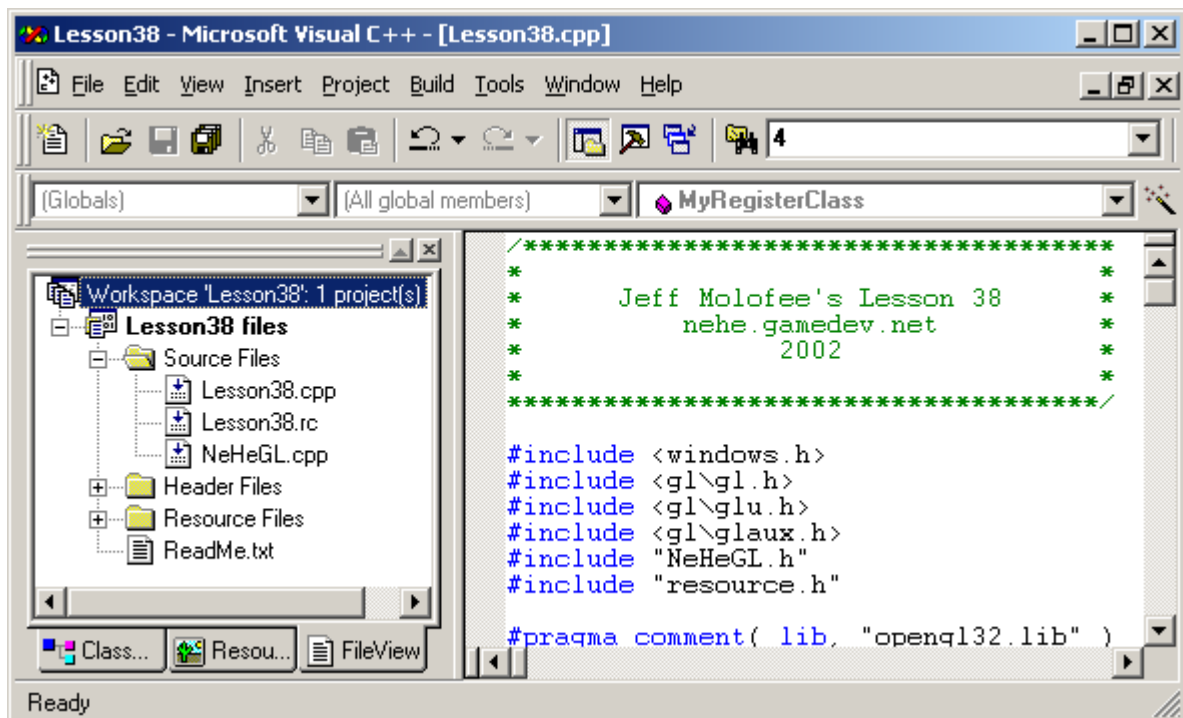 Lesson38 - Microsoft Visual C++ - [Lesson38.cpp]
File Edit View Insert Project Build Tools Window Help
4
(Globals) (All global members) MyRegisterClass
Workspace 'Lesson38': 1 project(s)
Lesson38 files
Source Files
Lesson38.cpp
Lesson38.rc
NeHeGL.cpp
Header Files
Resource Files
ReadMe.txt
Class... Resou... FileView
/*************************************
* *
* Jeff Molofee's Lesson 38 *
* nehe.gamedev.net *
* 2002 *
* *
*************************************/
#include <windows.h>
#include <gl\gl.h>
#include <gl\glu.h>
#include <gl\glaux.h>
#include "NeHeGL.h"
#include "resource.h"
#pragma comment( lib, "opengl32.lib" )
Ready